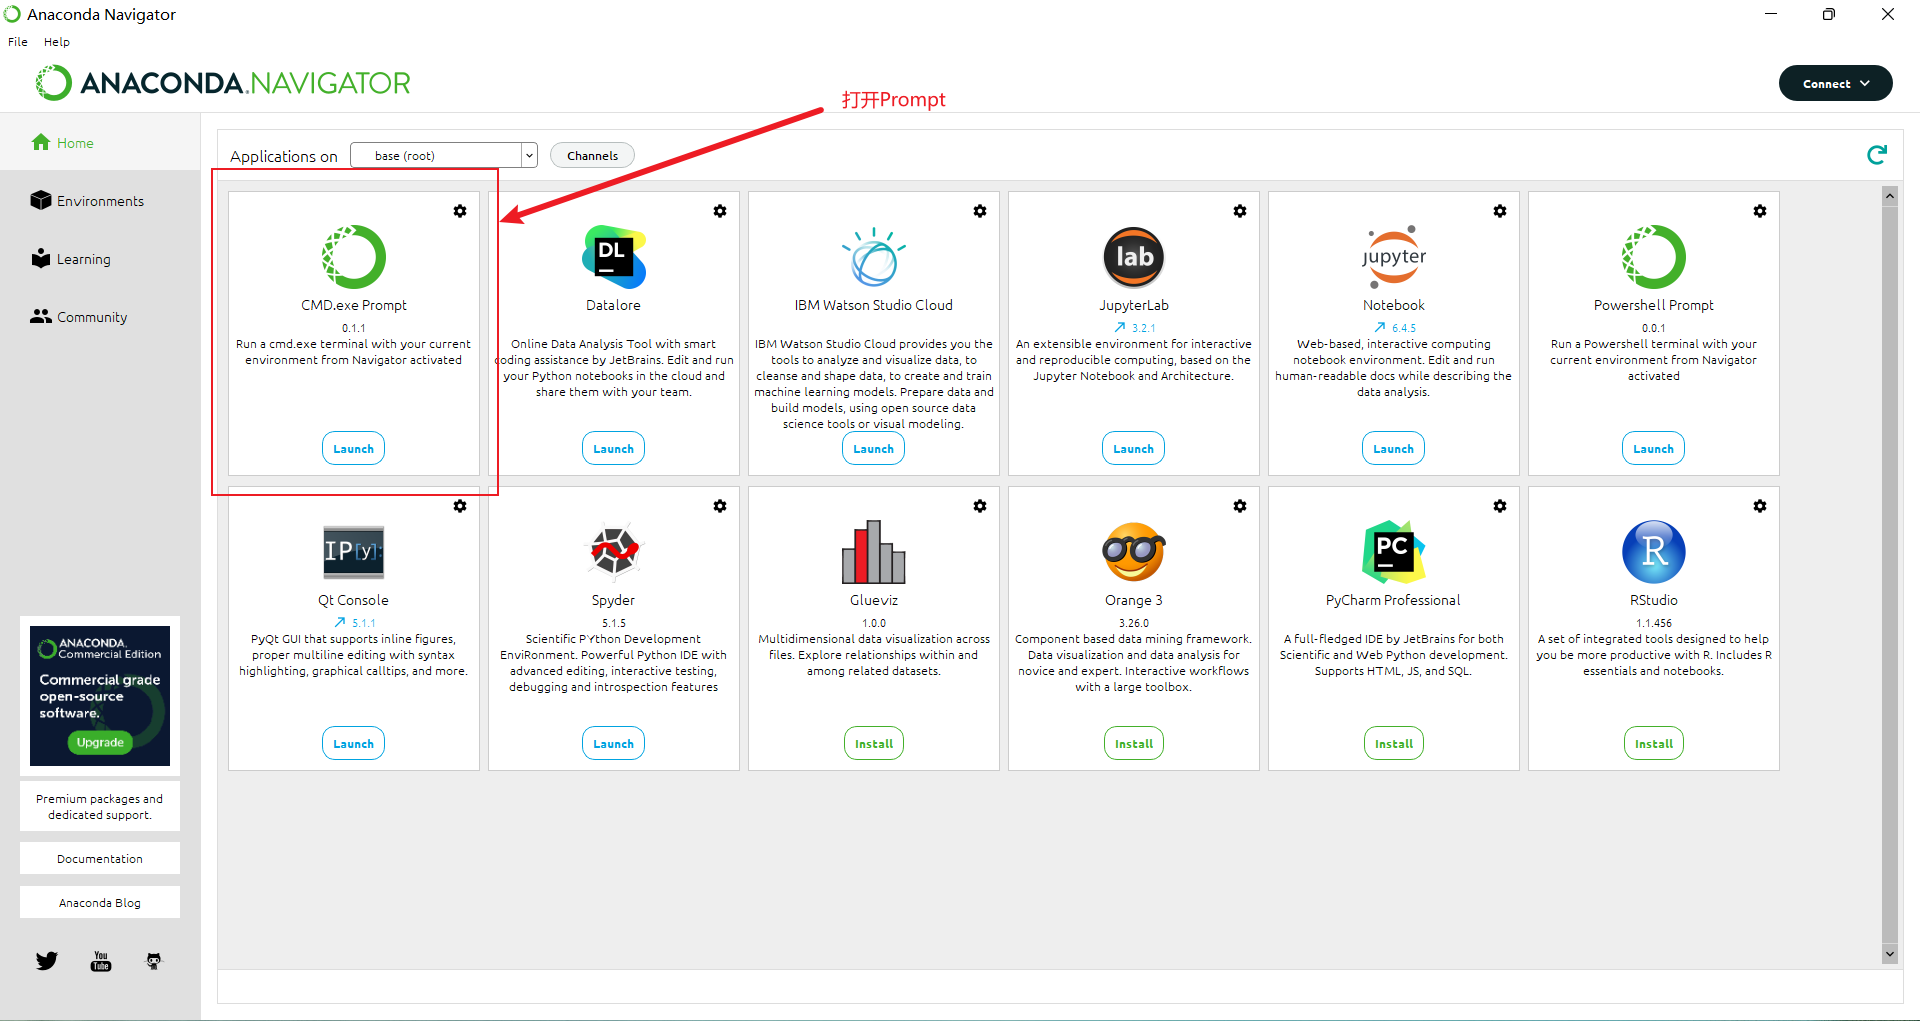 Anaconda Navigator
File Help
ANACONDA.NAVIGATOR
Connect
打开Prompt
Home
Environments
Learning
Community
Applications on
base (root)
Channels
CMD.exe Prompt
0.1.1
Run a cmd.exe terminal with your current
environment from Navigator activated
Launch
DL
Datalore
Online Data Analysis Tool with smart
coding assistance by JetBrains. Edit and run
your Python notebooks in the cloud and
share them with your team.
Launch
IBM Watson Studio Cloud
IBM Watson Studio Cloud provides you the
tools to analyze and visualize data, to
cleanse and shape data, to create and train
machine learning models. Prepare data and
build models, using open source data
science tools or visual modeling.
Launch
lab
JupyterLab
3.2.1
An extensible environment for interactive
and reproducible computing, based on the
Jupyter Notebook and Architecture.
Launch
jupyter
Notebook
6.4.5
Web-based, interactive computing
notebook environment. Edit and run
human-readable docs while describing the
data analysis.
Launch
Powershell Prompt
0.0.1
Run a Powershell terminal with your
current environment from Navigator
activated
Launch
IP[y]:
Qt Console
5.1.1
PyQt GUI that supports inline figures,
proper multiline editing with syntax
highlighting, graphical calltips, and more.
Launch
Spyder
5.1.5
Scientific PYthon Development
EnviRonment. Powerful Python IDE with
advanced editing, interactive testing,
debugging and introspection features
Launch
Glueviz
1.0.0
Multidimensional data visualization across
files. Explore relationships within and
among related datasets.
Install
Orange 3
3.26.0
Component based data mining framework.
Data visualization and data analysis for
novice and expert. Interactive workflows
with a large toolbox.
Install
PC
PyCharm Professional
A full-fledged IDE by JetBrains for both
Scientific and Web Python development.
Supports HTML, JS, and SQL.
Install
R
RStudio
1.1.456
A set of integrated tools designed to help
you be more productive with R. Includes R
essentials and notebooks.
Install
ANACONDA.
Commercial Edition
Commercial grade
open-source
software.
Upgrade
Premium packages and
dedicated support.
Documentation
Anaconda Blog
You
Tube